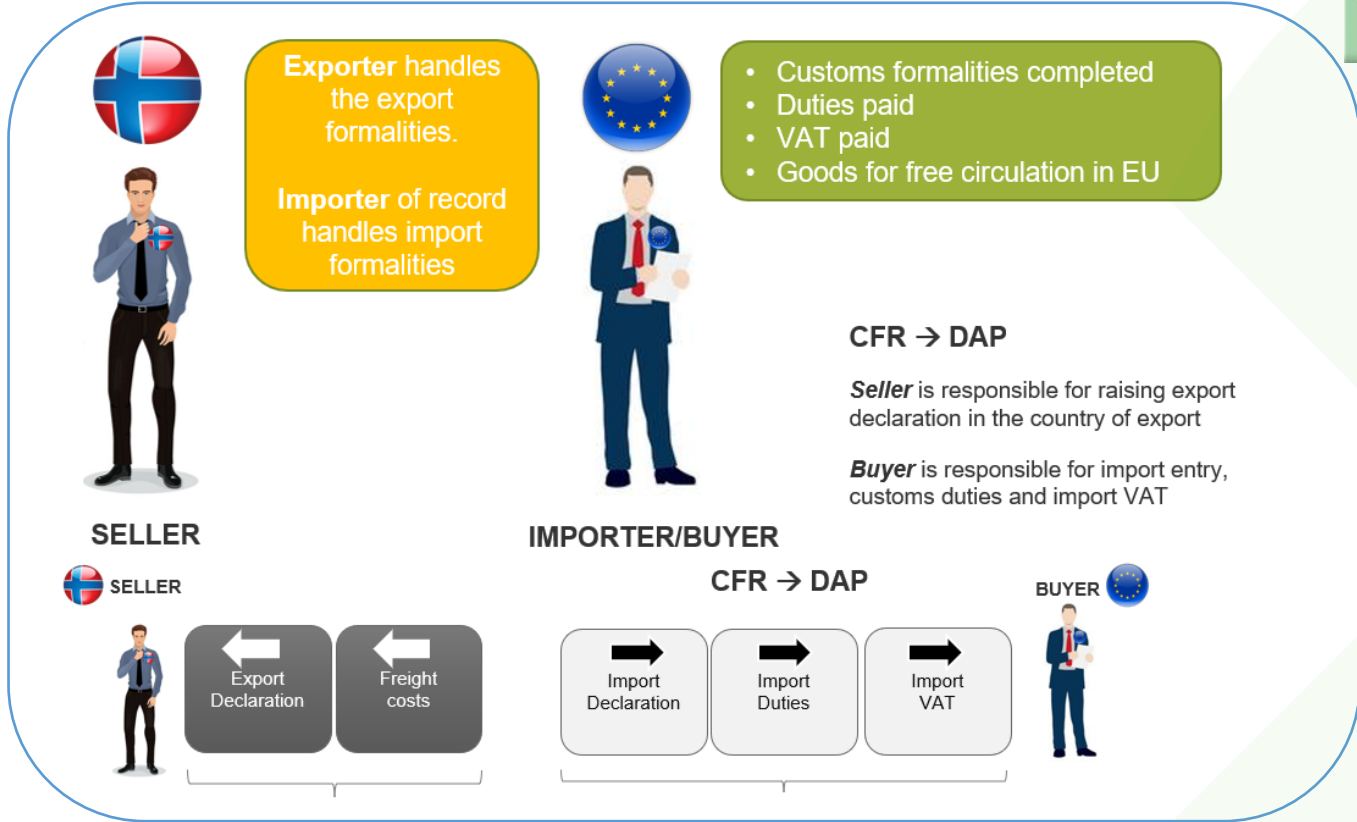 Exporter handles
the export
formalities.
Importer of record
handles import
formalities
• Customs formalities completed
• Duties paid
• VAT paid
• Goods for free circulation in EU
CFR → DAP
Seller is responsible for raising export
declaration in the country of export
Buyer is responsible for import entry,
customs duties and import VAT
SELLER
IMPORTER/BUYER
SELLER
CFR → DAP
BUYER
Export
Declaration
Freight
costs
Import
Declaration
Import
Duties
Import
VAT